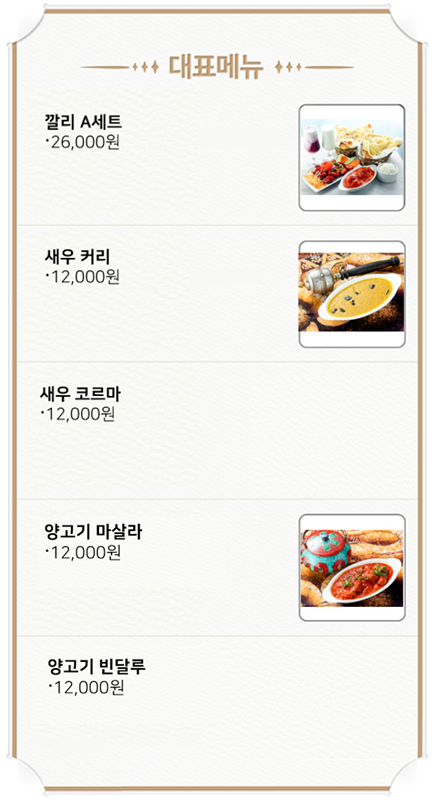 대표메뉴
깔리 A세트
·26,000원
새우 커리
·12,000원
새우 코르마
·12,000원
양고기 마살라
·12,000원
양고기 빈달루
·12,000원